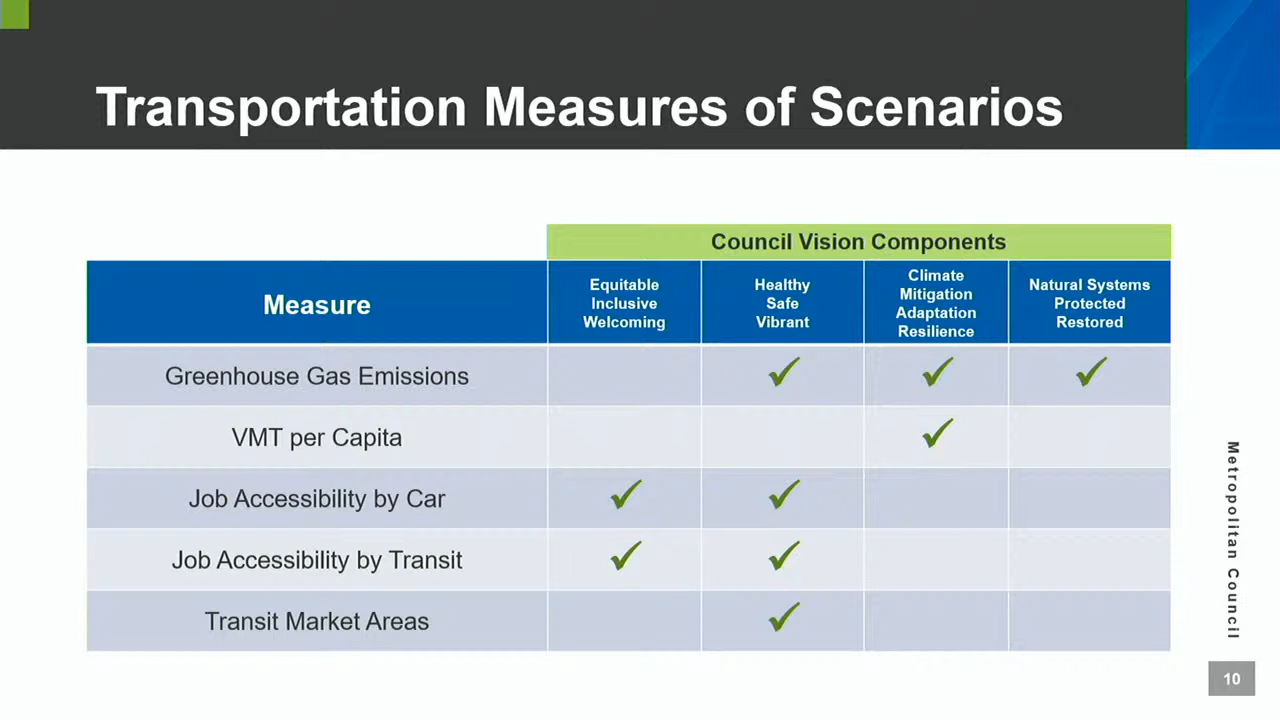 Transportation Measures of Scenarios
Council Vision Components
Measure
Equitable
Inclusive
Welcoming
Healthy
Safe
Vibrant
Climate
Mitigation
Adaptation
Resilience
Natural Systems
Protected
Restored
Greenhouse Gas Emissions
VMT per Capita
Job Accessibility by Car
Job Accessibility by Transit
Transit Market Areas
Metropolitan Council
10